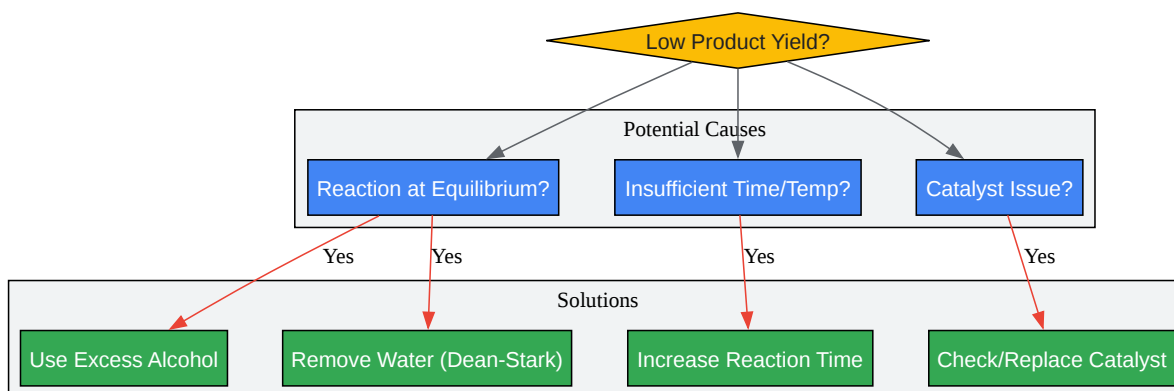 Low Product Yield?
Potential Causes
Reaction at Equilibrium?
Insufficient Time/Temp?
Catalyst Issue?
Yes
Yes
Yes
Yes
Solutions
Use Excess Alcohol
Remove Water (Dean-Stark)
Increase Reaction Time
Check/Replace Catalyst